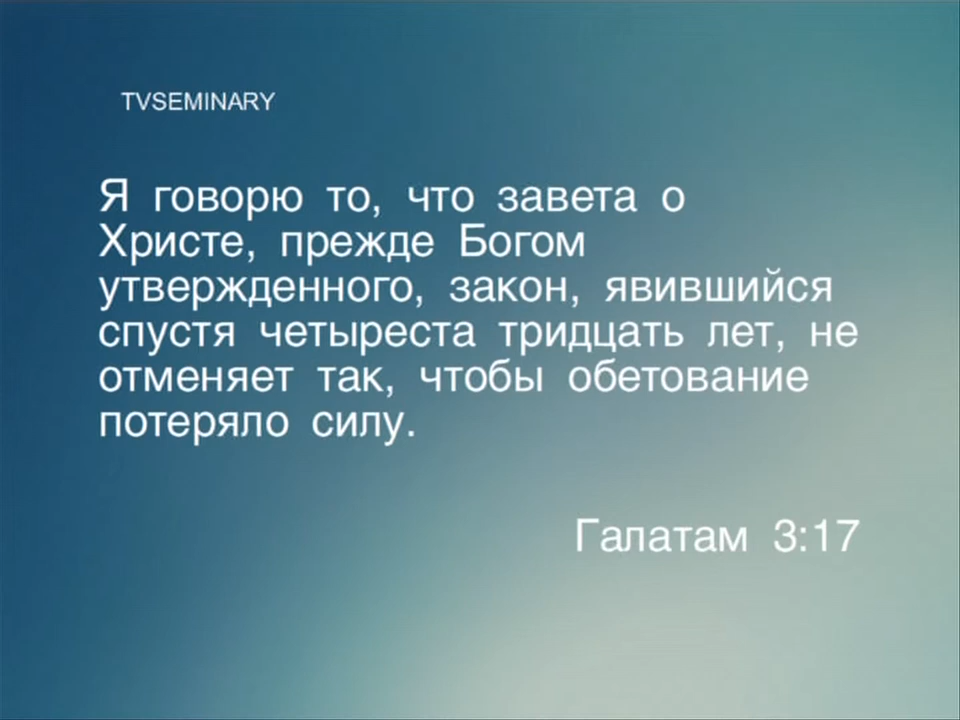 TVSEMINARY
Я говорю то, что завета о
Христе, прежде Богом
утвержденного, закон, явившийся
спустя четыреста тридцать лет, не
отменяет так, чтобы обетование
потеряло силу.
Галатам 3:17